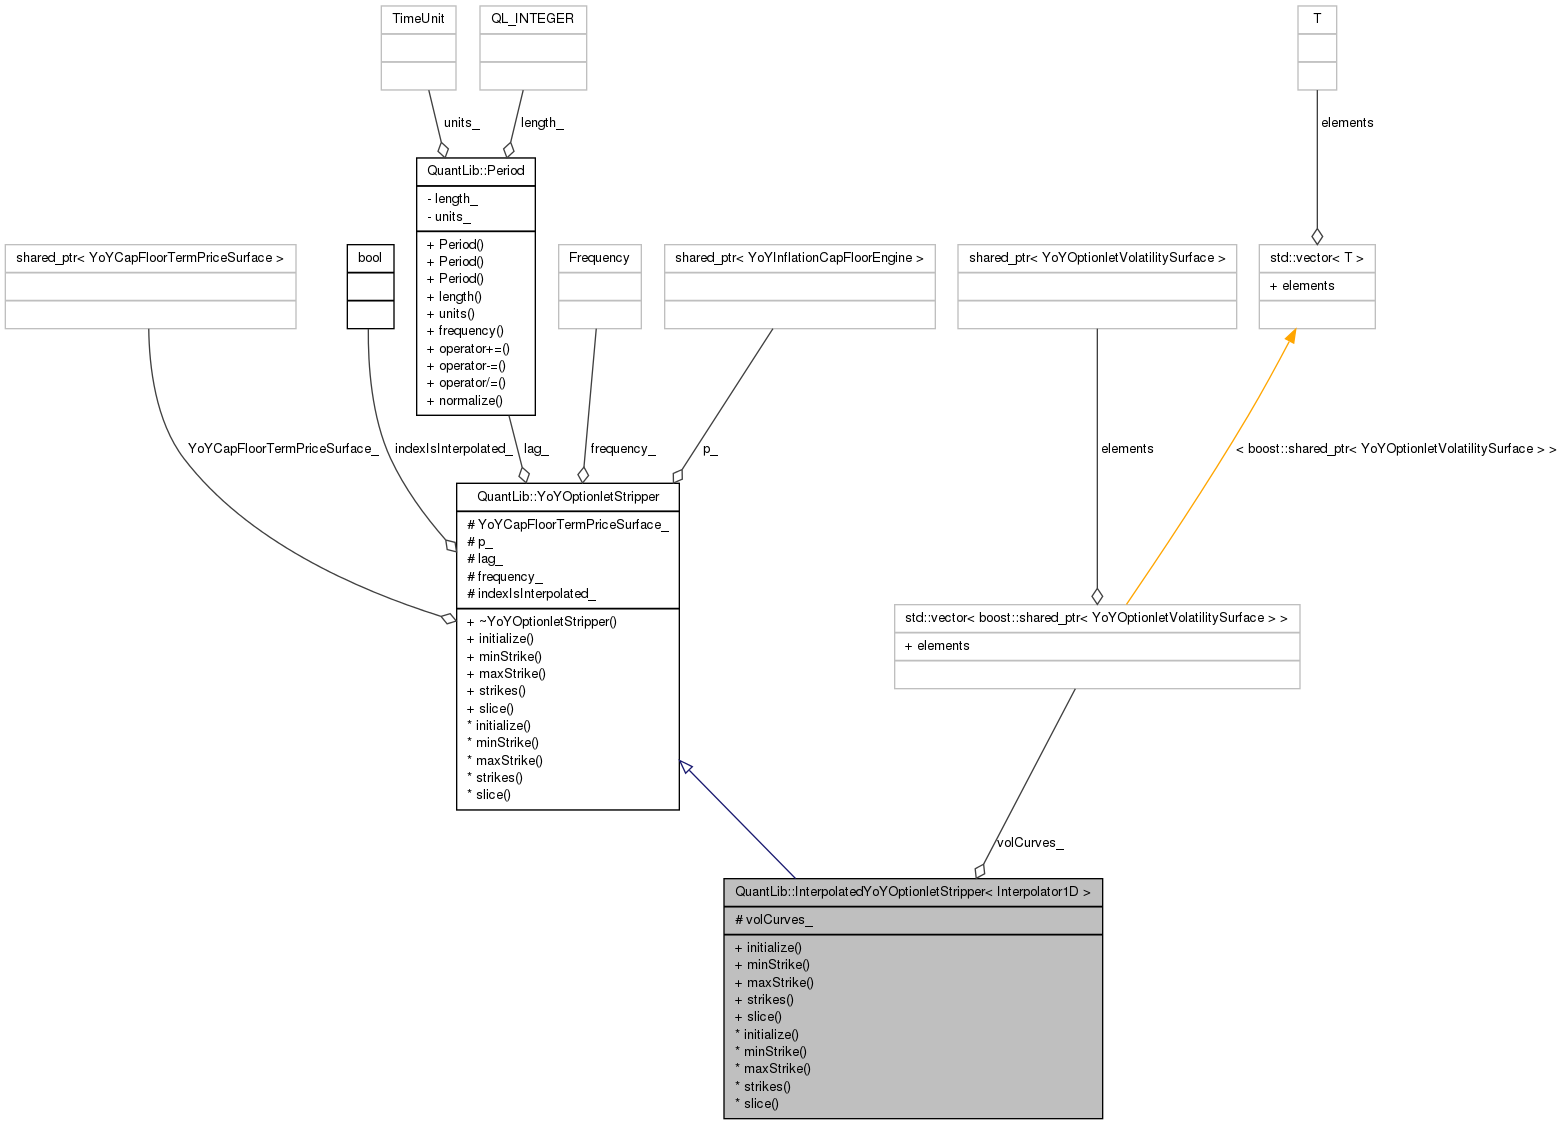 TimeUnit
QL_INTEGER
T
units_
length_
elements
QuantLib::Period
- length_
- units_
+ Period()
+ Period()
+ Period()
+ length()
+ units()
+ frequency()
+ operator+=()
+ operator-=()
+ operator/=()
+ normalize()
shared_ptr< YoYCapFloorTermPriceSurface >
bool
Frequency
shared_ptr< YoYInflationCapFloorEngine >
shared_ptr< YoYOptionletVolatilitySurface >
std::vector< T >
+ elements
YoYCapFloorTermPriceSurface_
indexIsInterpolated_
lag_
frequency_
p_
elements
< boost::shared_ptr< YoYOptionletVolatilitySurface > >
QuantLib::YoYOptionletStripper
# YoYCapFloorTermPriceSurface_
# p_
# lag_
# frequency_
# indexIsInterpolated_
+ ~YoYOptionletStripper()
+ initialize()
+ minStrike()
+ maxStrike()
+ strikes()
+ slice()
* initialize()
* minStrike()
* maxStrike()
* strikes()
* slice()
std::vector< boost::shared_ptr< YoYOptionletVolatilitySurface > >
+ elements
volCurves_
QuantLib::InterpolatedYoYOptionletStripper< Interpolator1D >
# volCurves_
+ initialize()
+ minStrike()
+ maxStrike()
+ strikes()
+ slice()
* initialize()
* minStrike()
* maxStrike()
* strikes()
* slice()